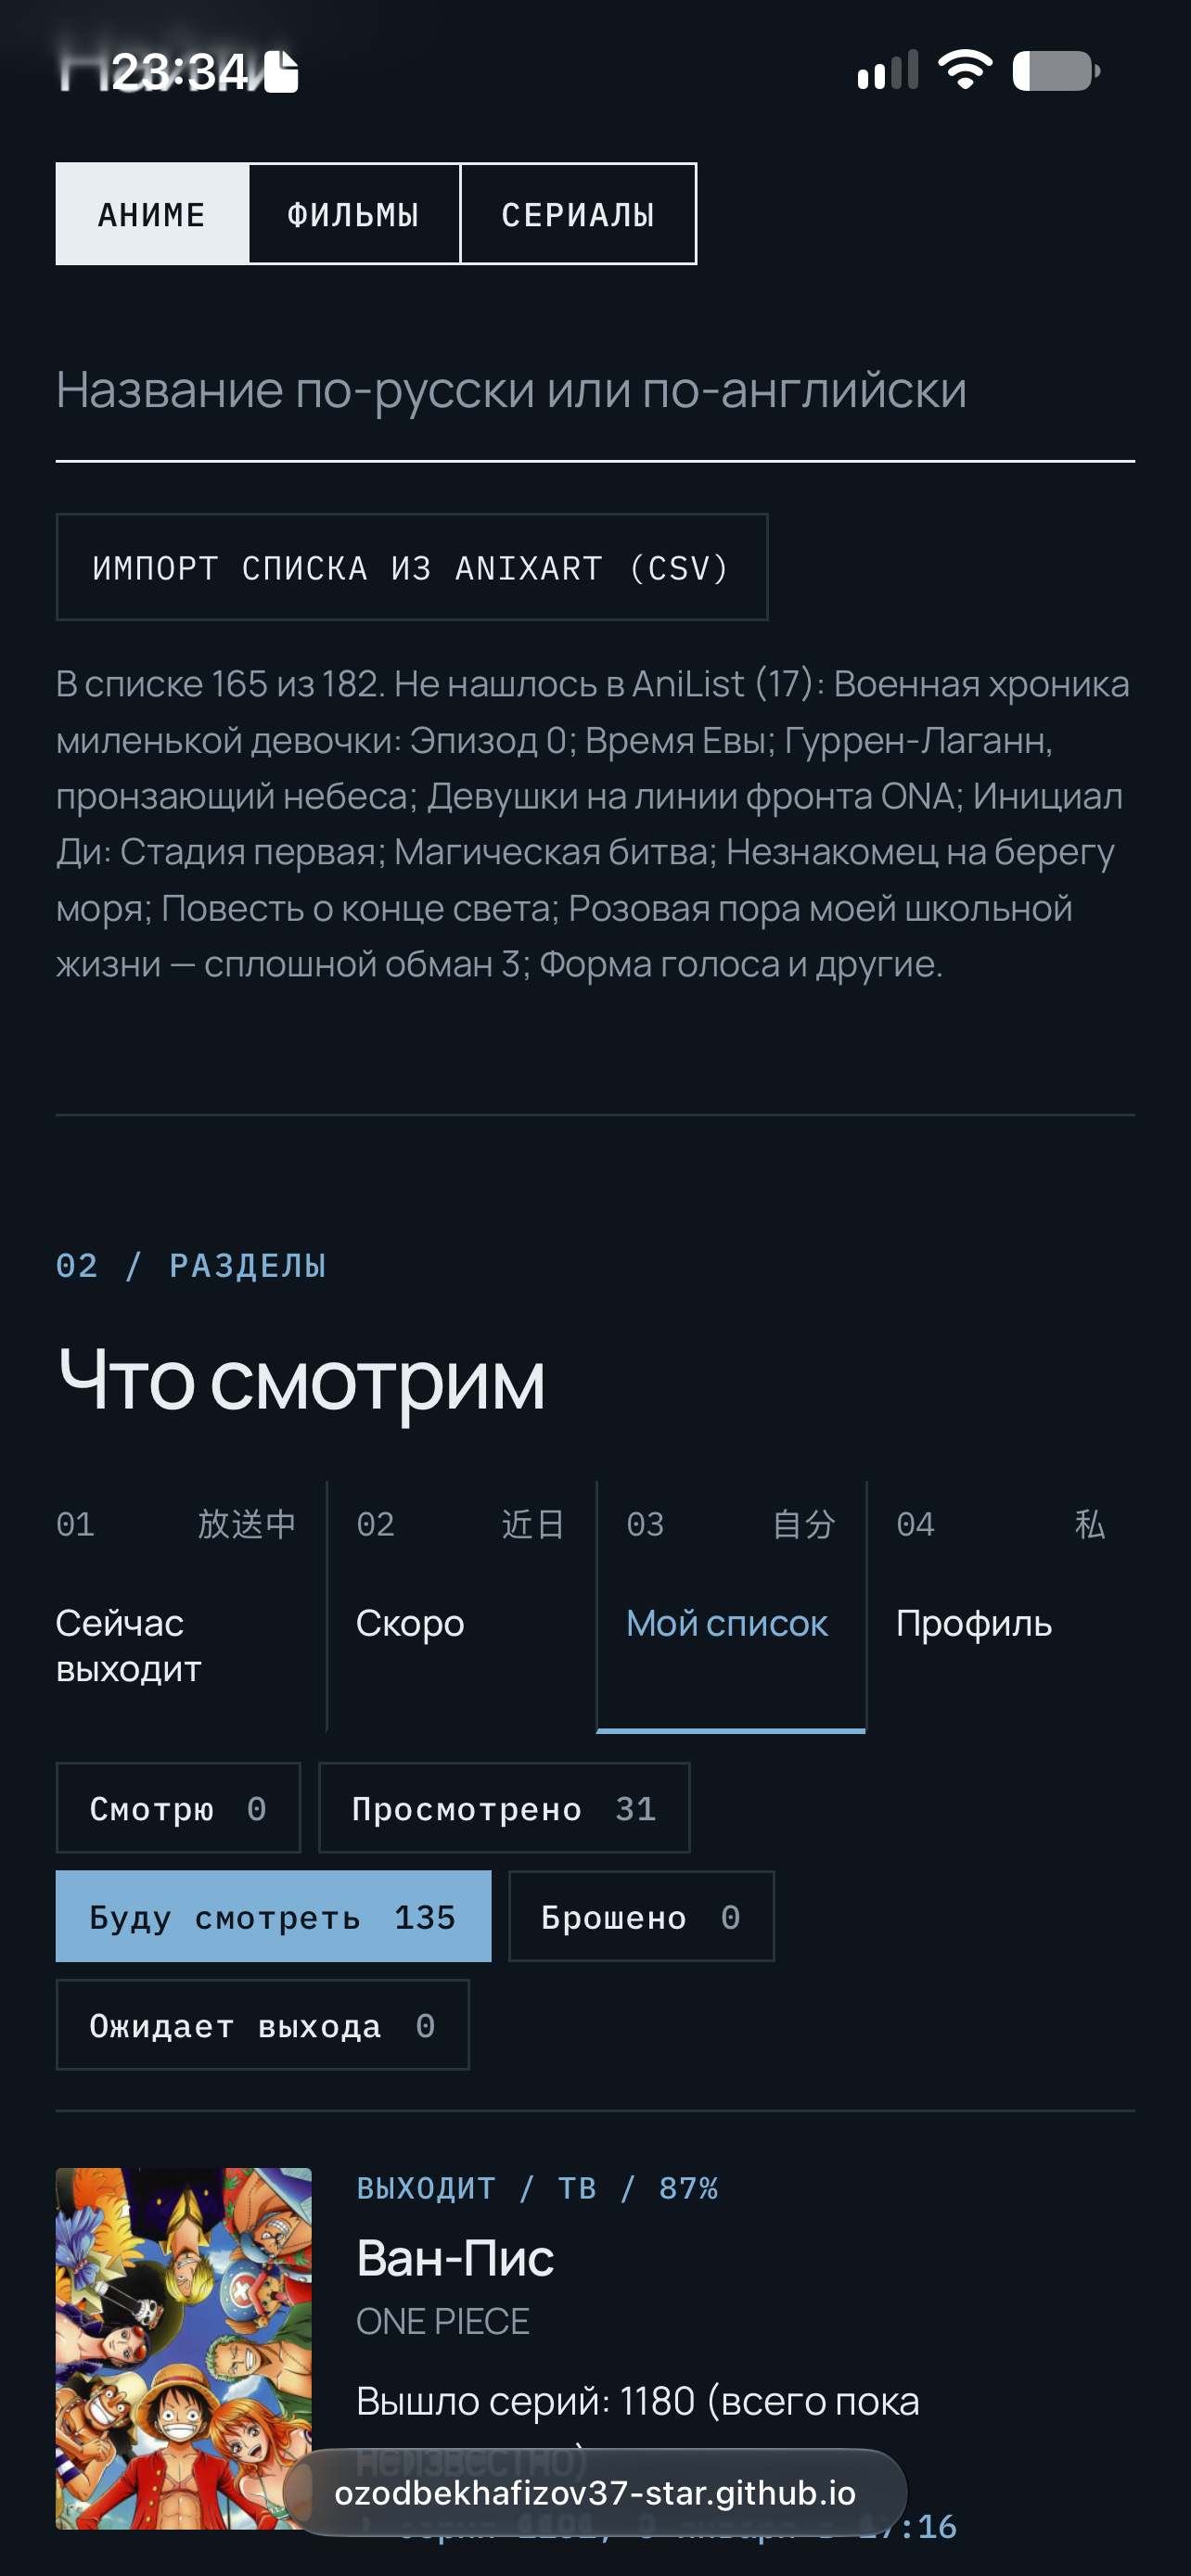 23:34
АНИМЕ ФИЛЬМЫ СЕРИАЛЫ
Название по-русски или по-английски
ИМПОРТ СПИСКА ИЗ ANIXART (CSV)
В списке 165 из 182. Не нашлось в AniList (17): Военная хроника
миленькой девочки: Эпизод 0; Время Евы; Гуррен-Лаганн,
пронзающий небеса; Девушки на линии фронта ONA; Инициал
Ди: Стадия первая; Магическая битва; Незнакомец на берегу
моря; Повесть о конце света; Розовая пора моей школьной
жизни — сплошной обман 3; Форма голоса и другие.
02 / РАЗДЕЛЫ
Что смотрим
01 放送中 02 近日 03 自分 04 私
Сейчас Скоро Мой список Профиль
выходит
Смотрю 0 Просмотрено 31
Буду смотреть 135 Брошено 0
Ожидает выхода 0
ВЫХОДИТ / ТВ / 87%
Ван-Пис
ONE PIECE
Вышло серий: 1180 (всего пока
неизвестно)
ozodbekhafizov37-star.github.io